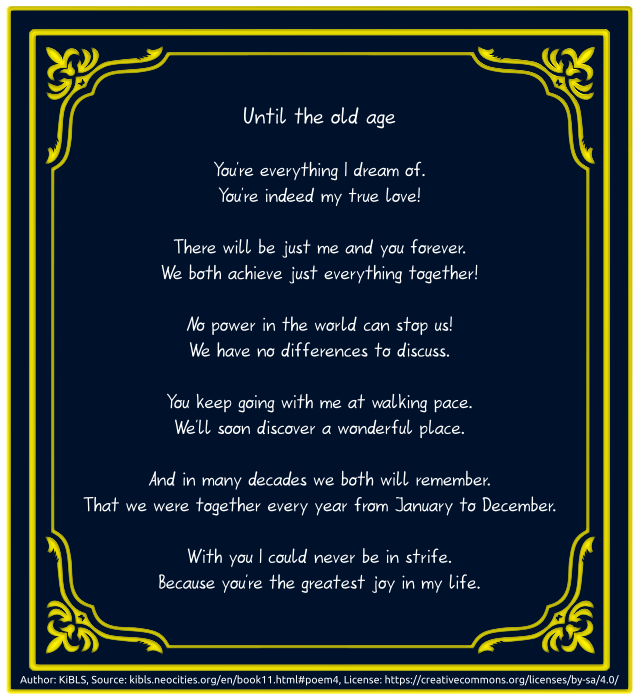 Until the old age
You're everything I dream of.
You're indeed my true love!
There will be just me and you forever.
We both achieve just everything together!
No power in the world can stop us!
We have no differences to discuss.
You keep going with me at walking pace.
We'll soon discover a wonderful place.
And in many decades we both will remember.
That we were together every year from January to December.
With you I could never be in strife.
Because you're the greatest joy in my life.
Author: KiBLS, Source: kibls.neocities.org/en/book11.html#poem4, License: https://creativecommons.org/licenses/by-sa/4.0/